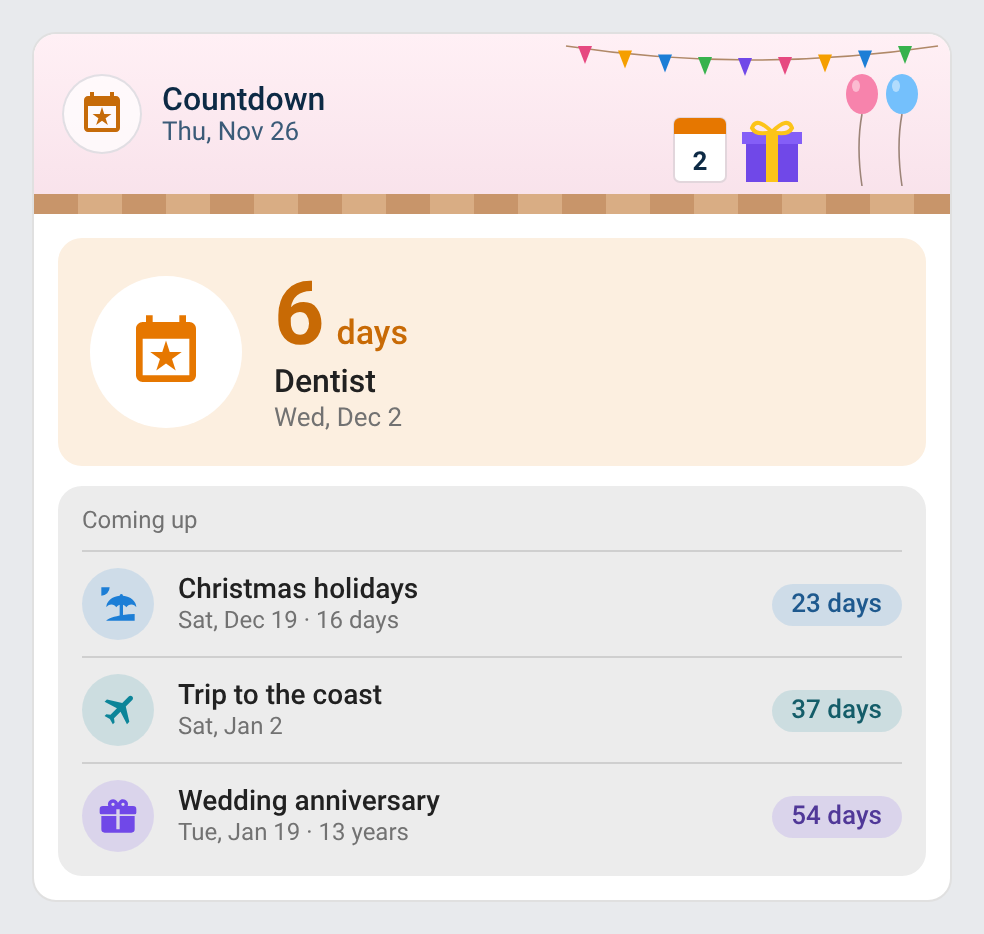 Countdown
Thu, Nov 26
2
6 days
Dentist
Wed, Dec 2
Coming up
Christmas holidays
Sat, Dec 19 · 16 days
23 days
Trip to the coast
Sat, Jan 2
37 days
Wedding anniversary
Tue, Jan 19 · 13 years
54 days